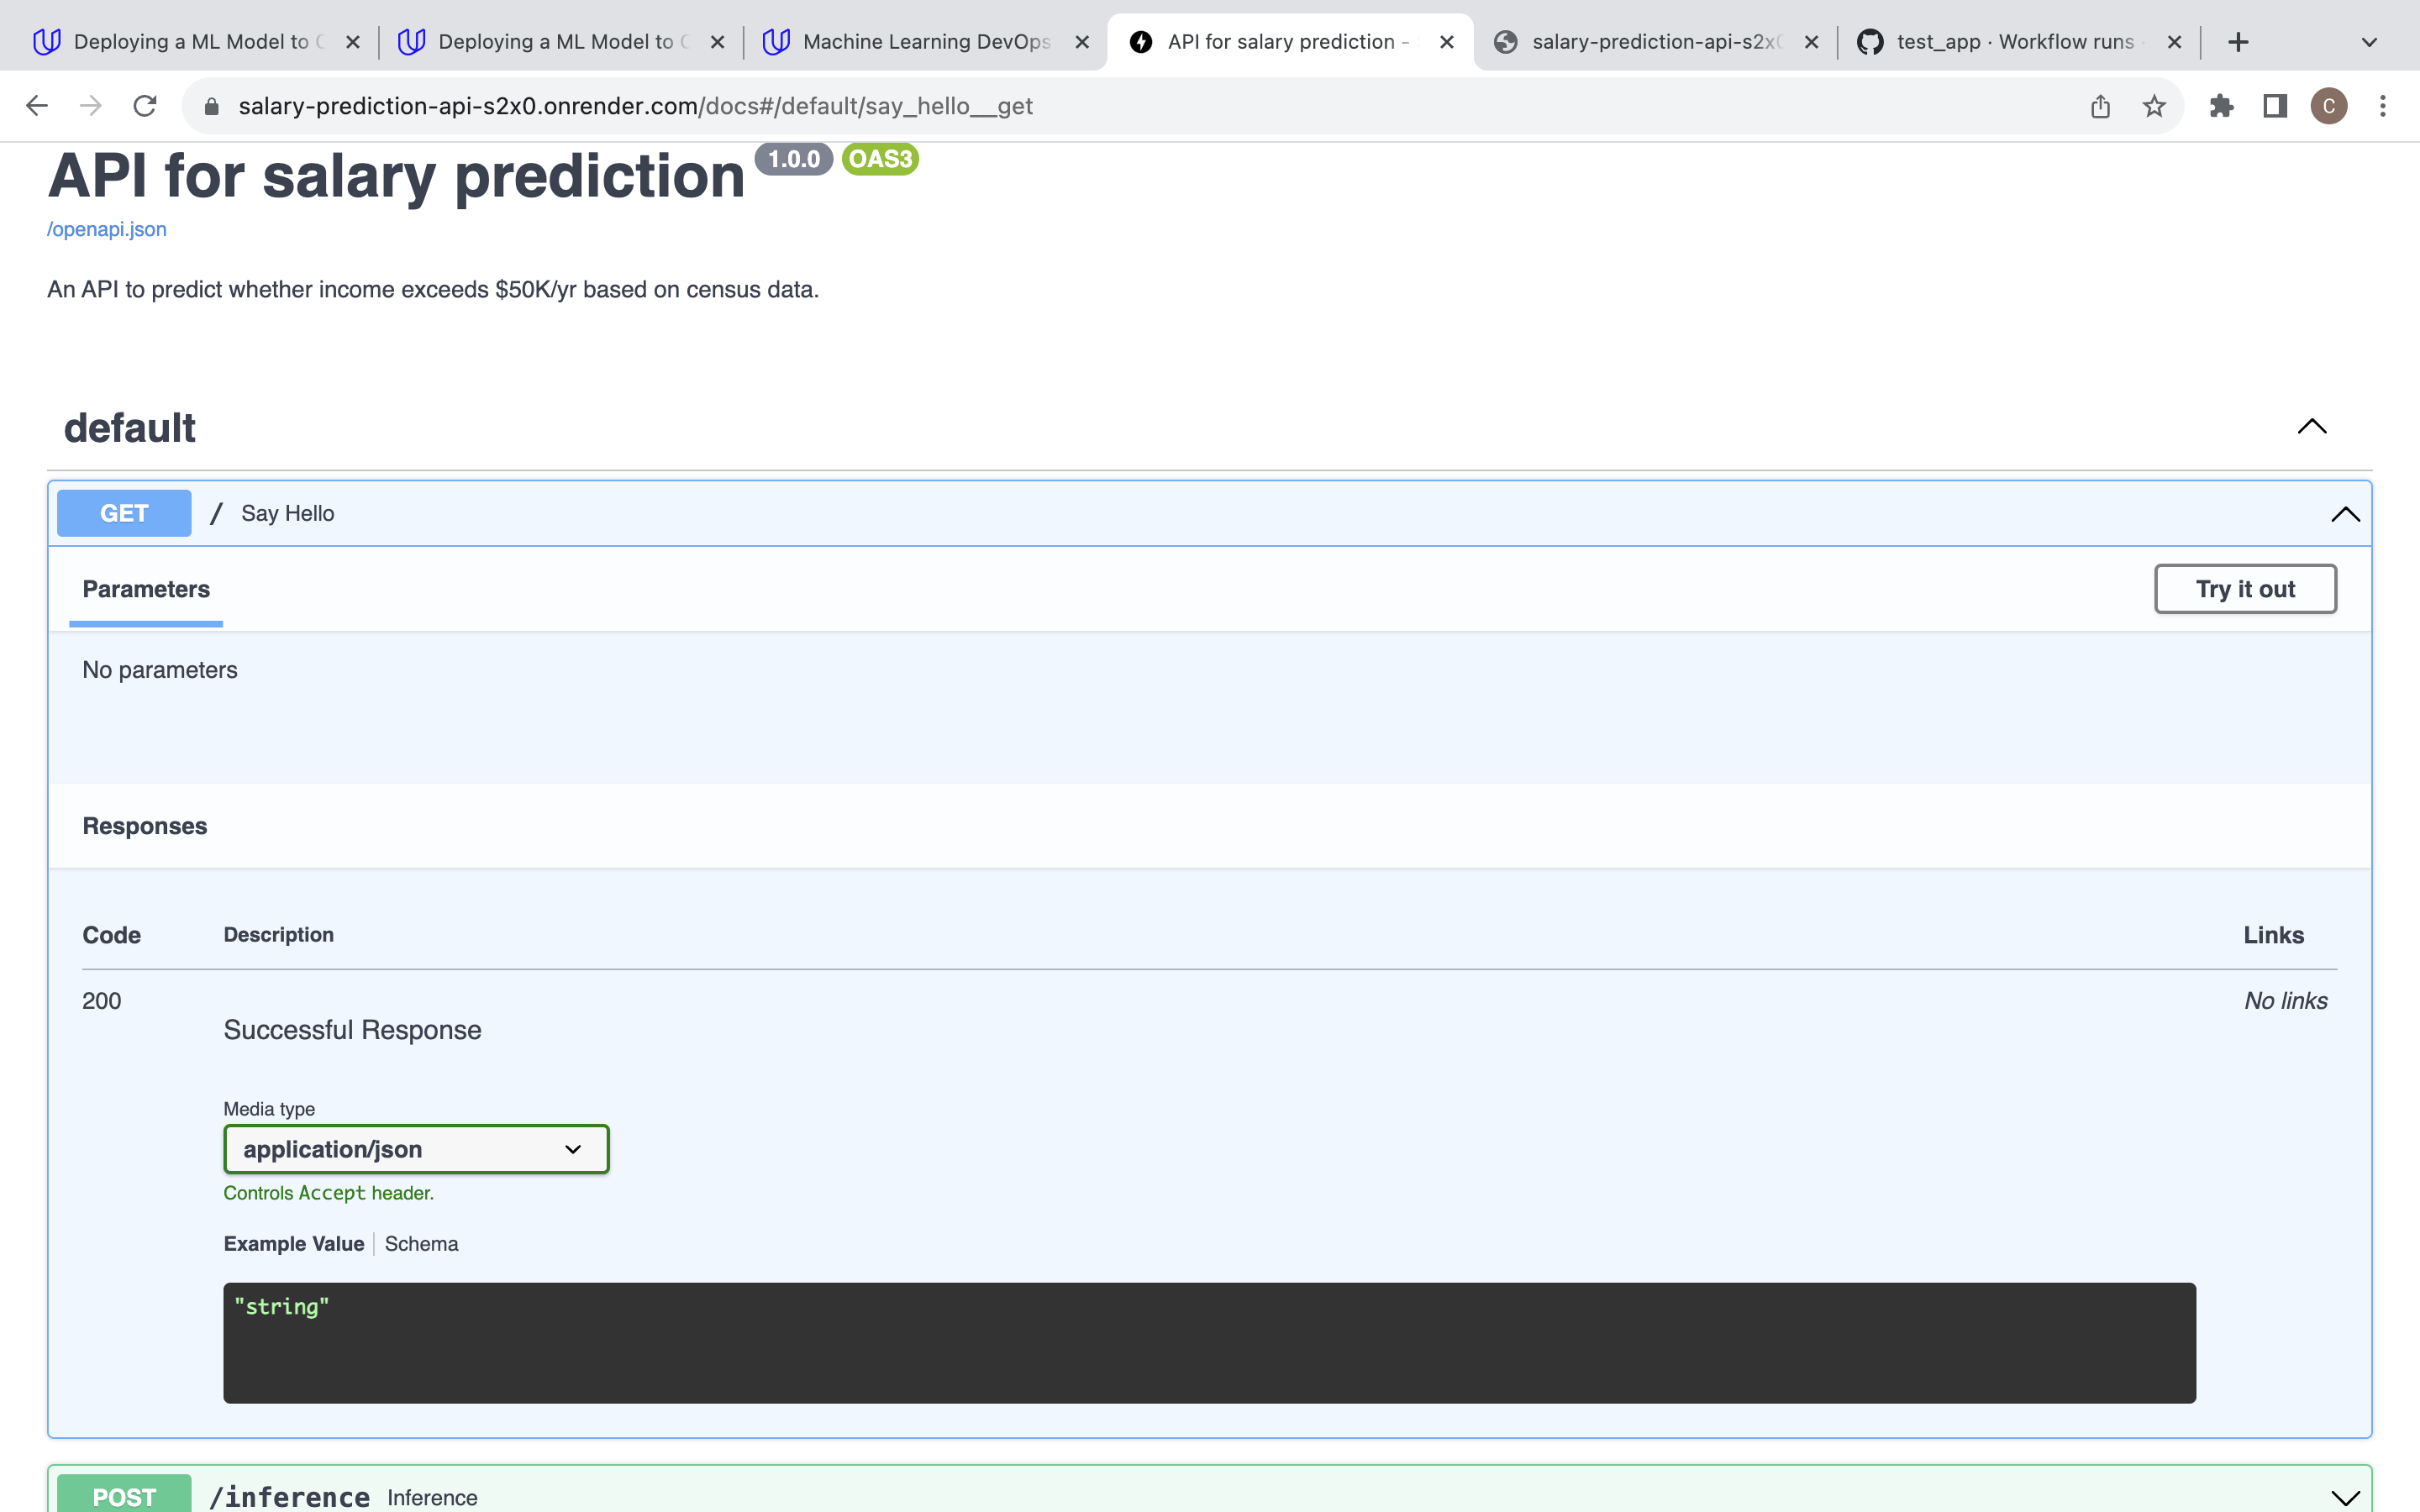 Deploying a ML Model to C
Deploying a ML Model to C
Machine Learning DevOps
API for salary prediction -
salary-prediction-api-s2x0
test_app · Workflow runs ·
salary-prediction-api-s2x0.onrender.com/docs#/default/say_hello__get
C
API for salary prediction 1.0.0 OAS3
/openapi.json
An API to predict whether income exceeds $50K/yr based on census data.
default
GET / Say Hello
Parameters
Try it out
No parameters
Responses
Code Description Links
200
Successful Response
No links
Media type
application/json
Controls Accept header.
Example Value Schema
"string"
POST /inference Inference